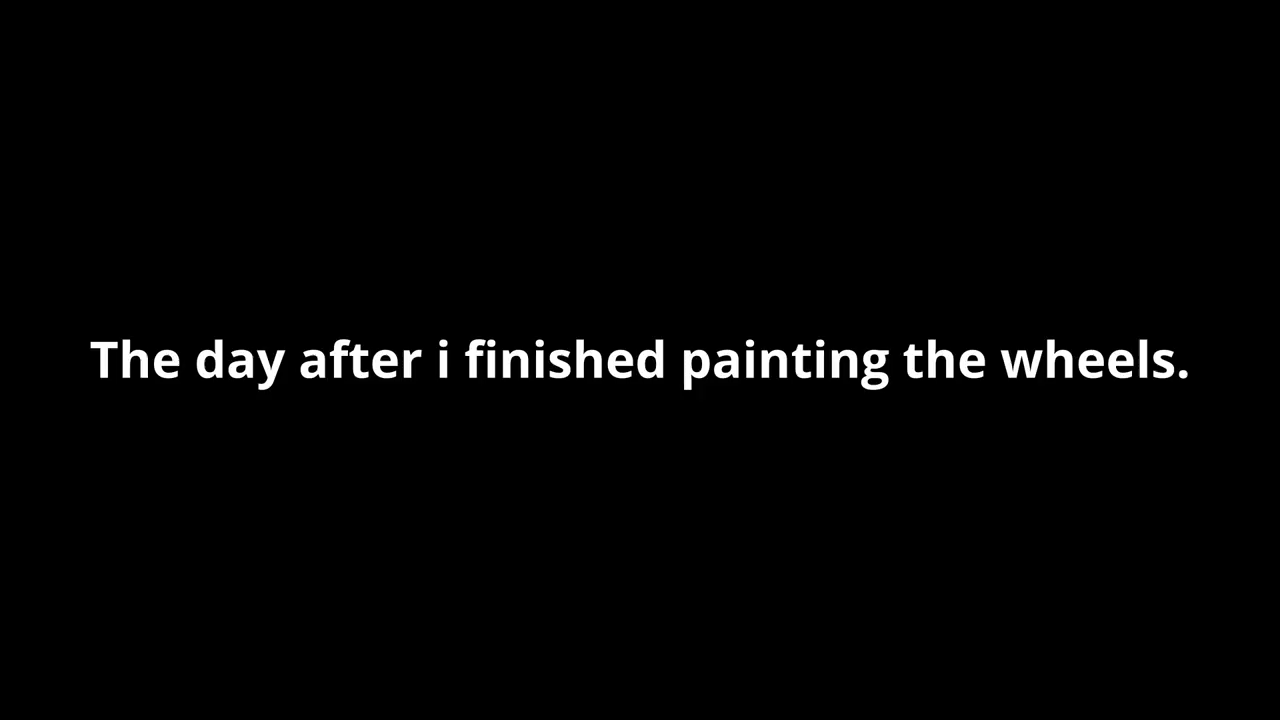 The day after i finished painting the wheels.